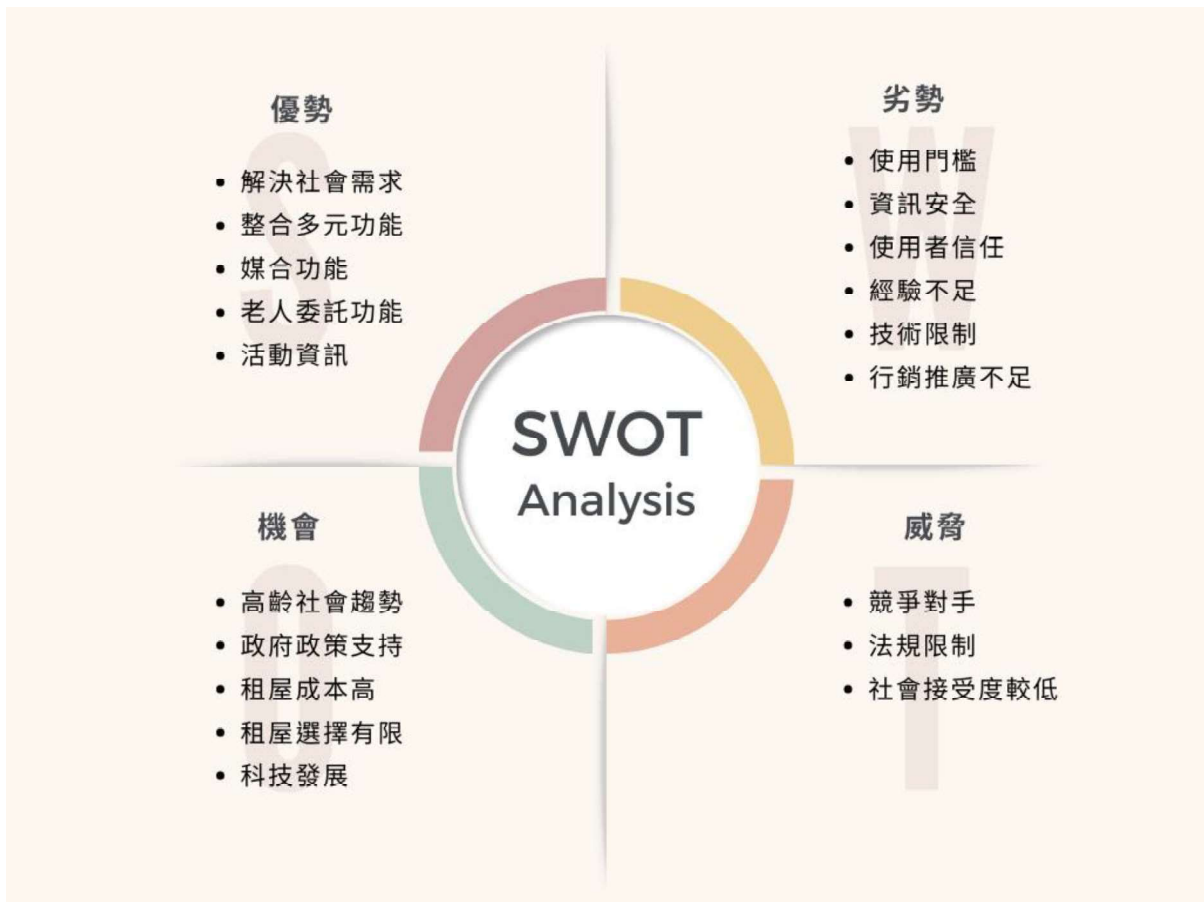 優勢
• 解決社會需求
• 整合多元功能
• 媒合功能
• 老人委託功能
• 活動資訊
劣勢
• 使用門檻
• 資訊安全
• 使用者信任
• 經驗不足
• 技術限制
• 行銷推廣不足
SWOT
Analysis
機會
• 高齡社會趨勢
• 政府政策支持
• 租屋成本高
• 租屋選擇有限
• 科技發展
威脅
• 競爭對手
• 法規限制
• 社會接受度較低
S
W
O
T